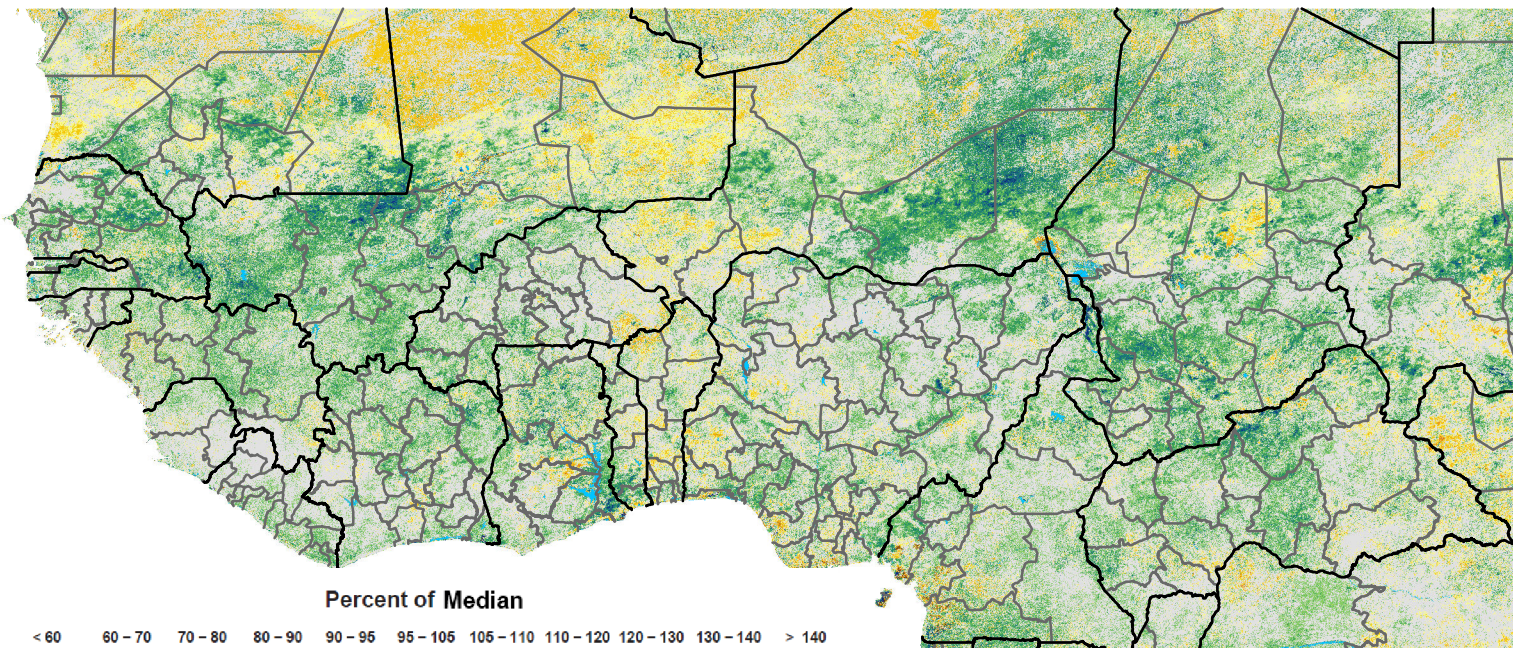 Percent of Median
< 60 60 – 70 70 – 80 80 – 90 90 – 95 95 – 105 105 – 110 110 – 120 120 – 130 130 – 140 > 140